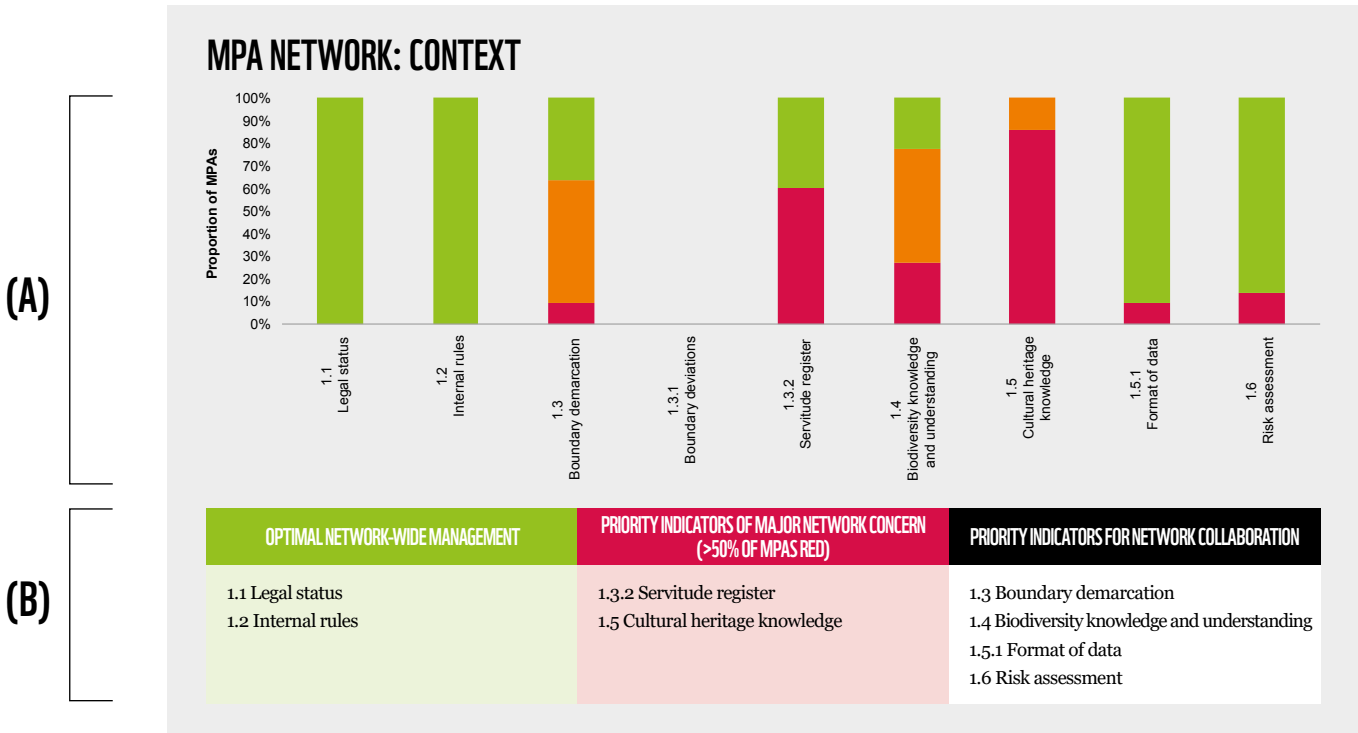 MPA NETWORK: CONTEXT
(A)
Proportion of MPAs
100%
90%
80%
70%
60%
50%
40%
30%
20%
10%
0%
1.1
Legal status
1.2
Internal rules
1.3
Boundary demarcation
1.3.1
Boundary deviations
1.3.2
Servitude register
1.4
Biodiversity knowledge
and understanding
1.5
Cultural heritage
knowledge
1.5.1
Format of data
1.6
Risk assessment
(B)
OPTIMAL NETWORK-WIDE MANAGEMENT
1.1 Legal status
1.2 Internal rules
PRIORITY INDICATORS OF MAJOR NETWORK CONCERN
(>50% OF MPAS RED)
1.3.2 Servitude register
1.5 Cultural heritage knowledge
PRIORITY INDICATORS FOR NETWORK COLLABORATION
1.3 Boundary demarcation
1.4 Biodiversity knowledge and understanding
1.5.1 Format of data
1.6 Risk assessment